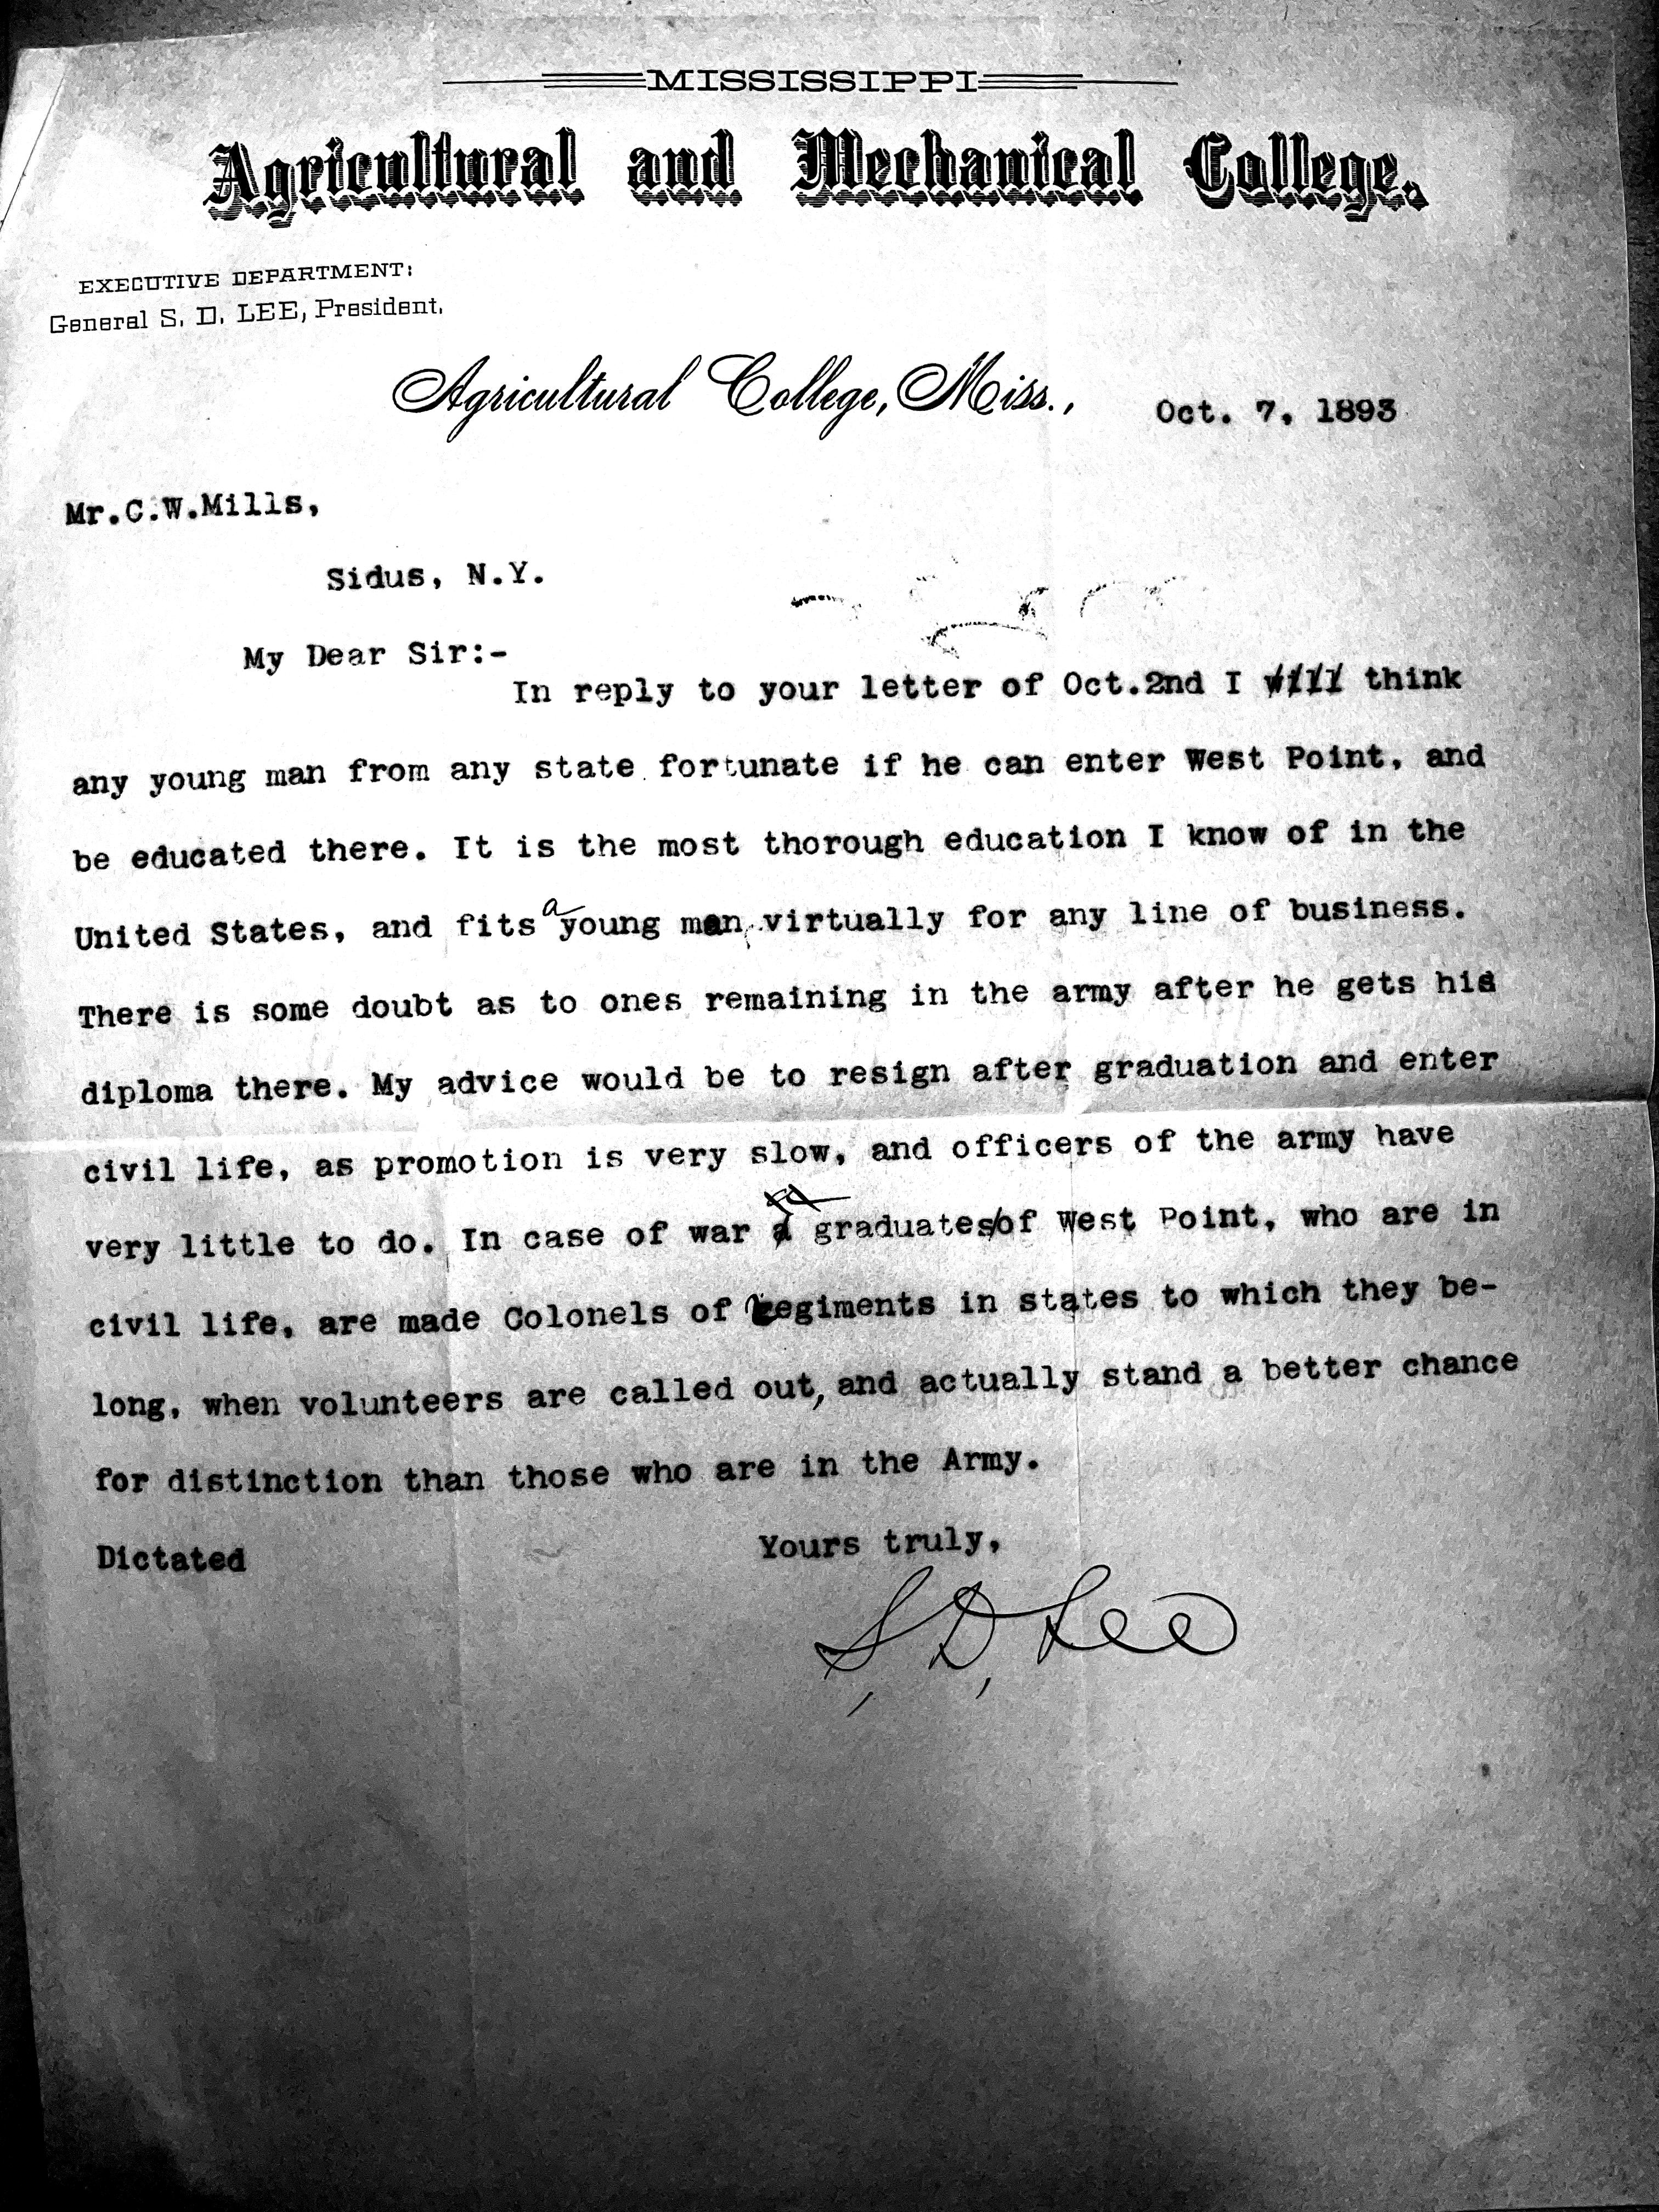 MISSISSIPPI
Agricultural and Mechanical College.
EXECUTIVE DEPARTMENT:
General S. D. LEE, President.
Agricultural College, Miss., Oct. 7, 1893
Mr.C.W.Mills,
Sidus, N.Y.
My Dear Sir:-
In reply to your letter of Oct.2nd I will think
any young man from any state fortunate if he can enter West Point, and
be educated there. It is the most thorough education I know of in the
United States, and fits a young man virtually for any line of business.
There is some doubt as to ones remaining in the army after he gets his
diploma there. My advice would be to resign after graduation and enter
civil life, as promotion is very slow, and officers of the army have
very little to do. In case of war graduates of West Point, who are in
civil life, are made Colonels of Regiments in states to which they be-
long, when volunteers are called out, and actually stand a better chance
for distinction than those who are in the Army.
Dictated Yours truly,
S. D. Lee